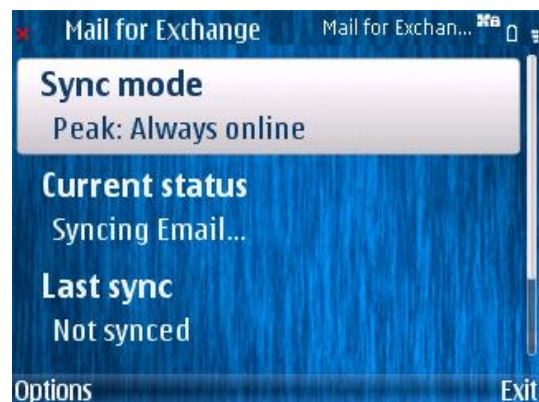 Mail for Exchange
Mail for Exchan...
Sync mode
Peak: Always online
Current status
Syncing Email...
Last sync
Not synced
Options
Exit